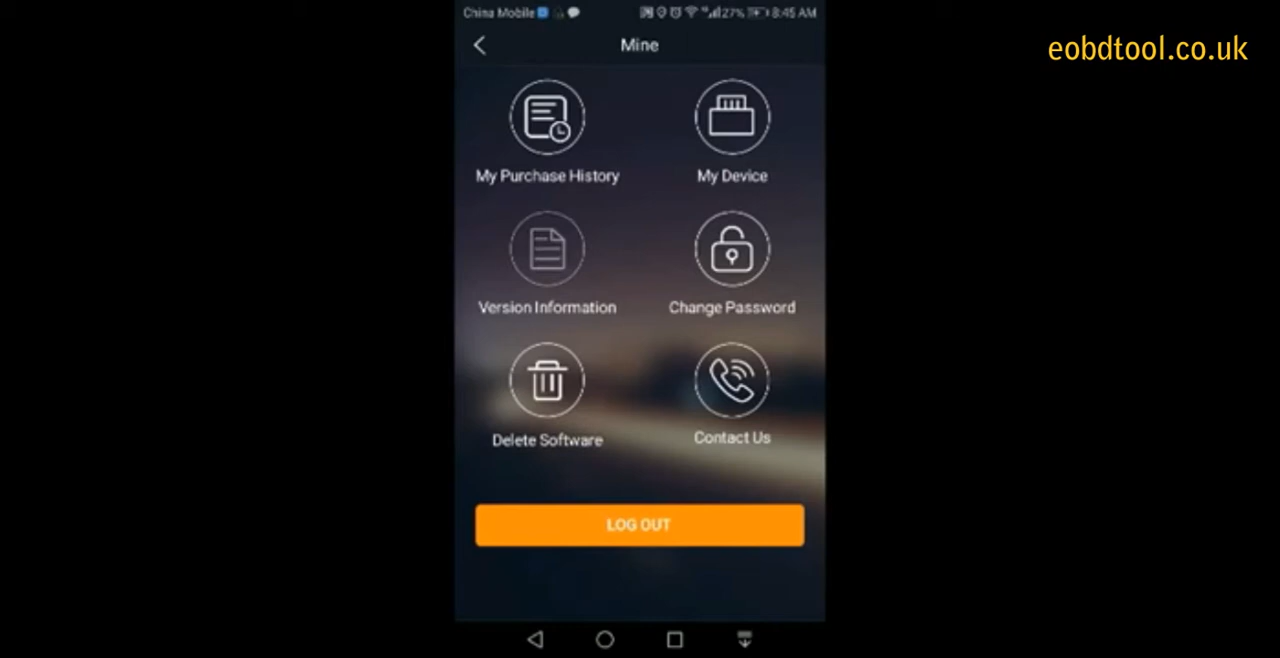 China Mobile 27% 8:45 AM
eobdtool.co.uk
Mine
My Purchase History My Device
Version Information Change Password
Delete Software Contact Us
LOG OUT